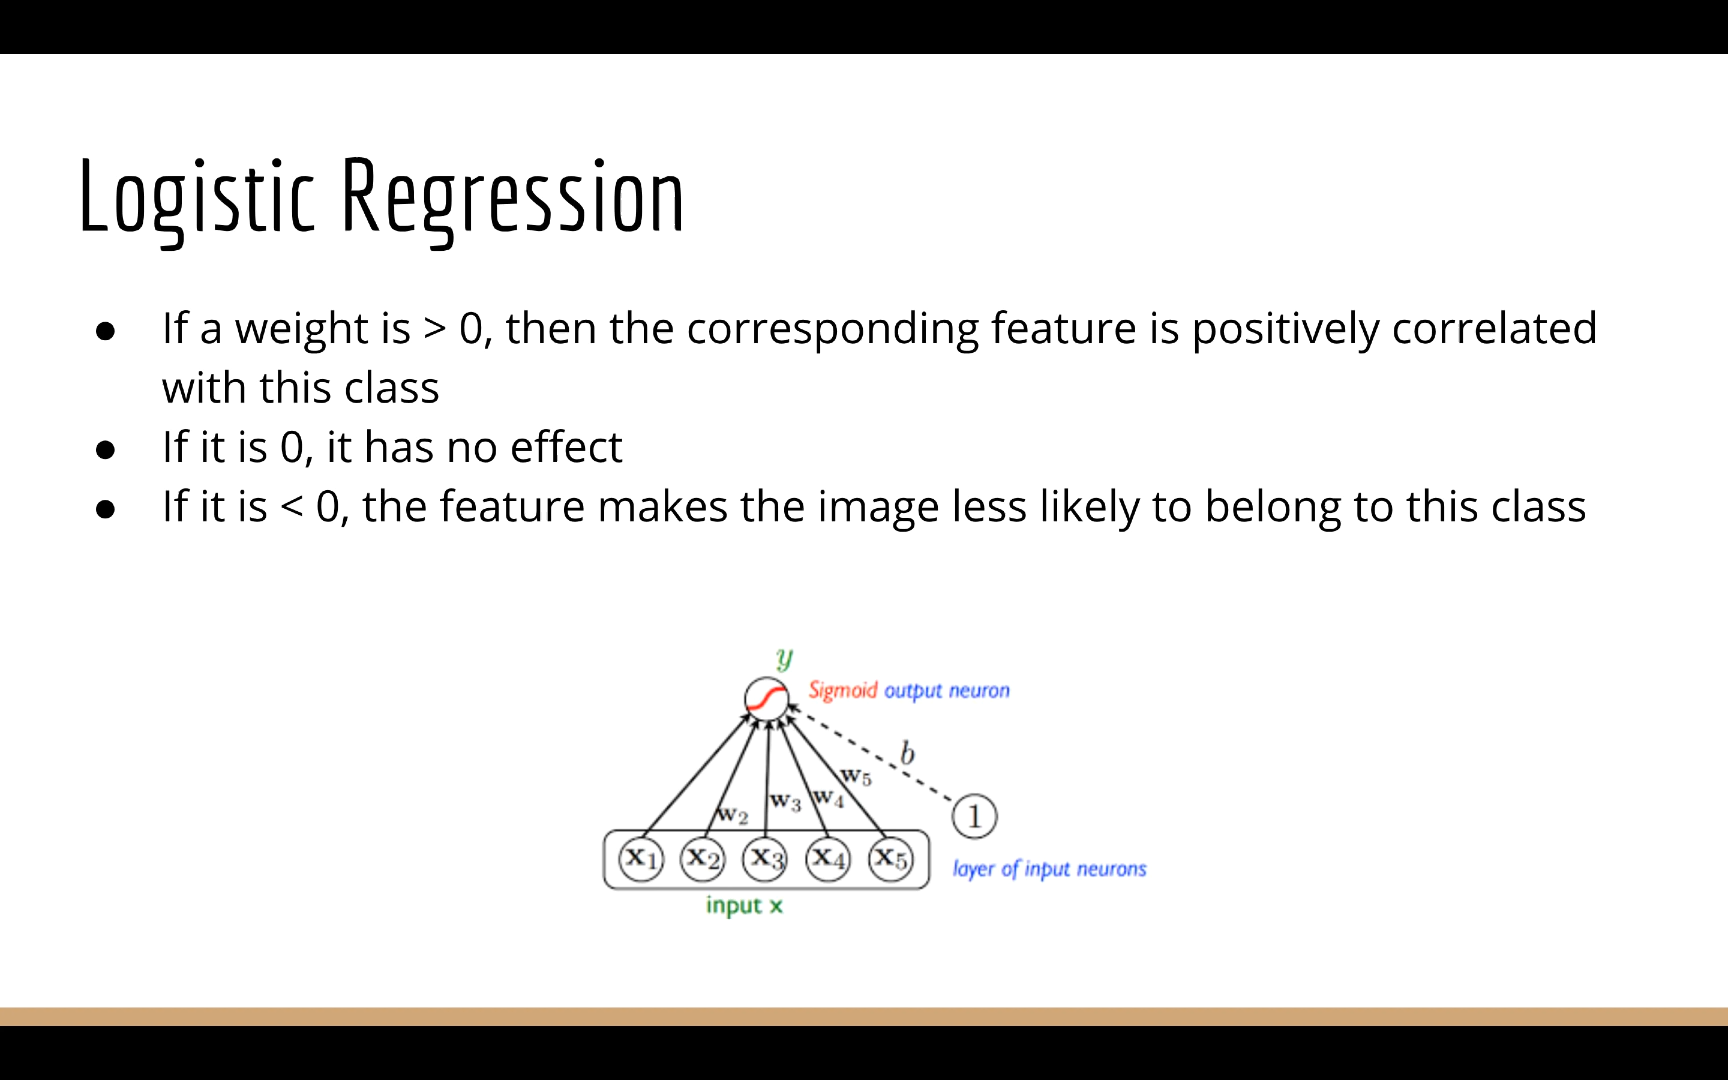 Logistic Regression
● If a weight is > 0, then the corresponding feature is positively correlated
with this class
● If it is 0, it has no effect
● If it is < 0, the feature makes the image less likely to belong to this class
y
Sigmoid output neuron
b
w₅
w₂ w₃ w₄
1
x₁ x₂ x₃ x₄ x₅
layer of input neurons
input x